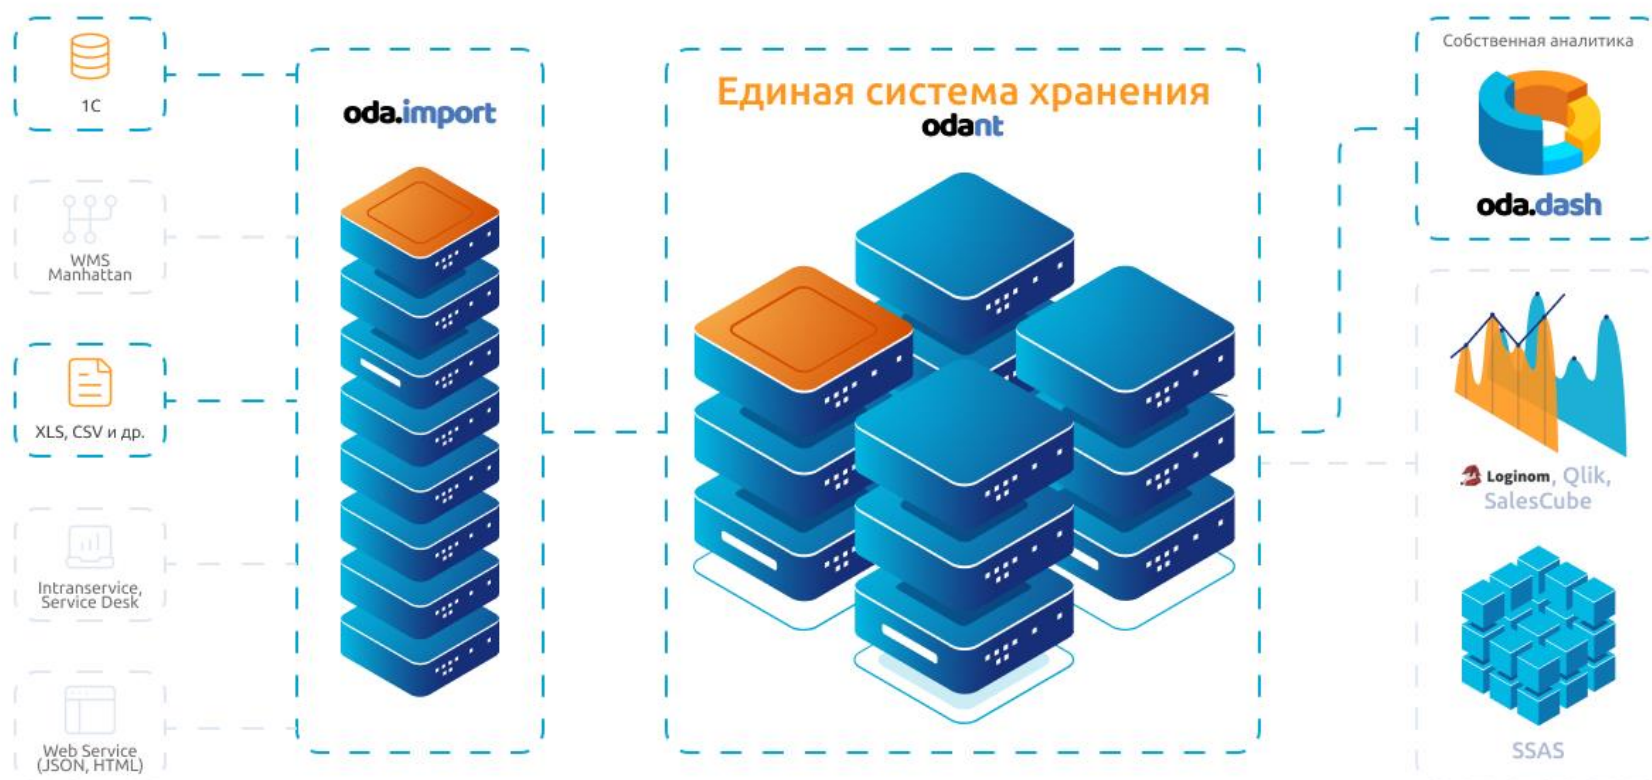 1C
WMS
Manhattan
XLS, CSV и др.
Intranservice,
Service Desk
Web Service
(JSON, HTML)
oda.import
Единая система хранения
odant
Собственная аналитика
oda.dash
Loginom, Qlik,
SalesCube
SSAS